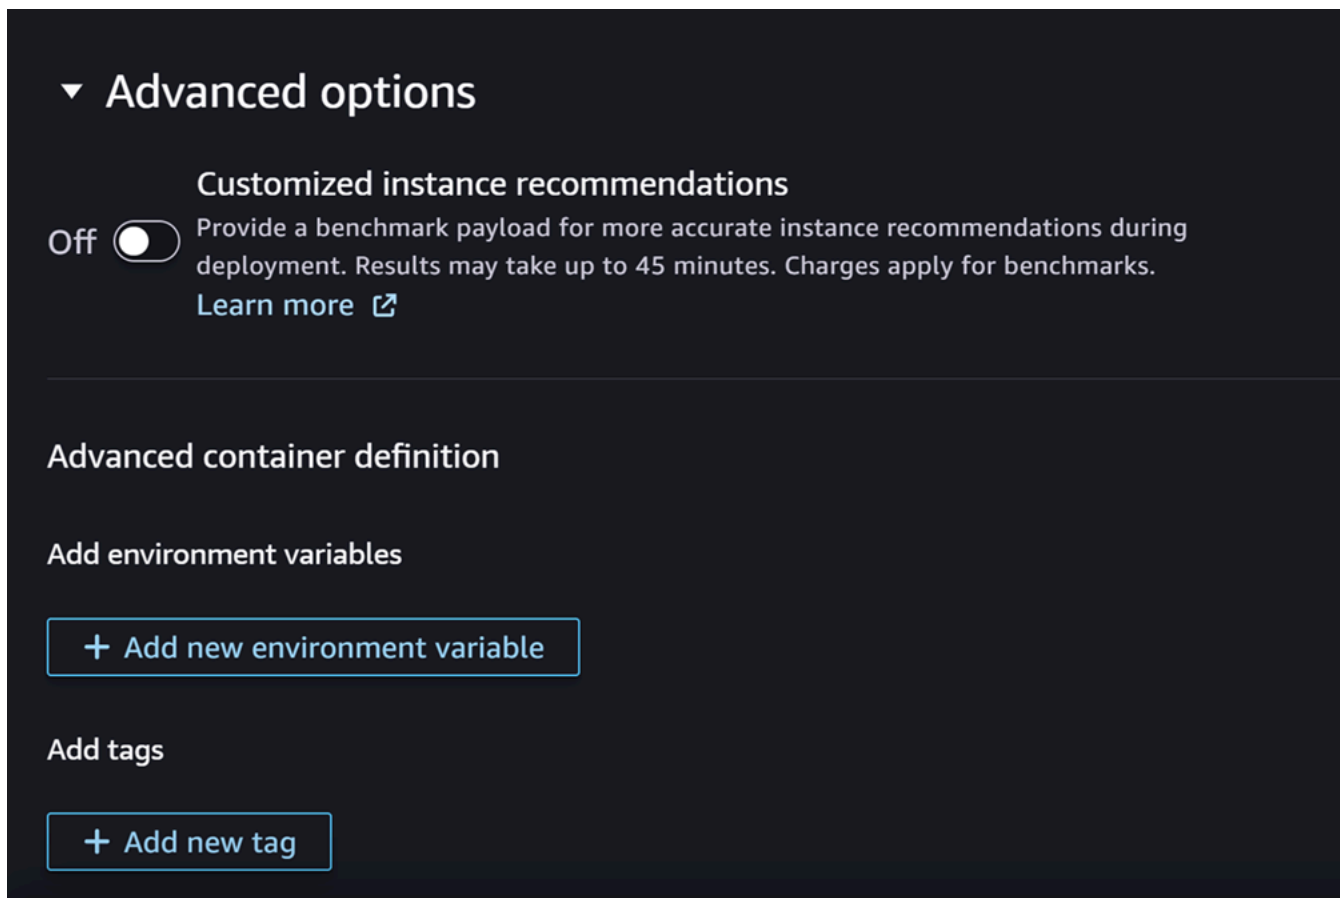 Advanced options
Customized instance recommendations
Off
Provide a benchmark payload for more accurate instance recommendations during
deployment. Results may take up to 45 minutes. Charges apply for benchmarks.
Learn more
Advanced container definition
Add environment variables
+ Add new environment variable
Add tags
+ Add new tag